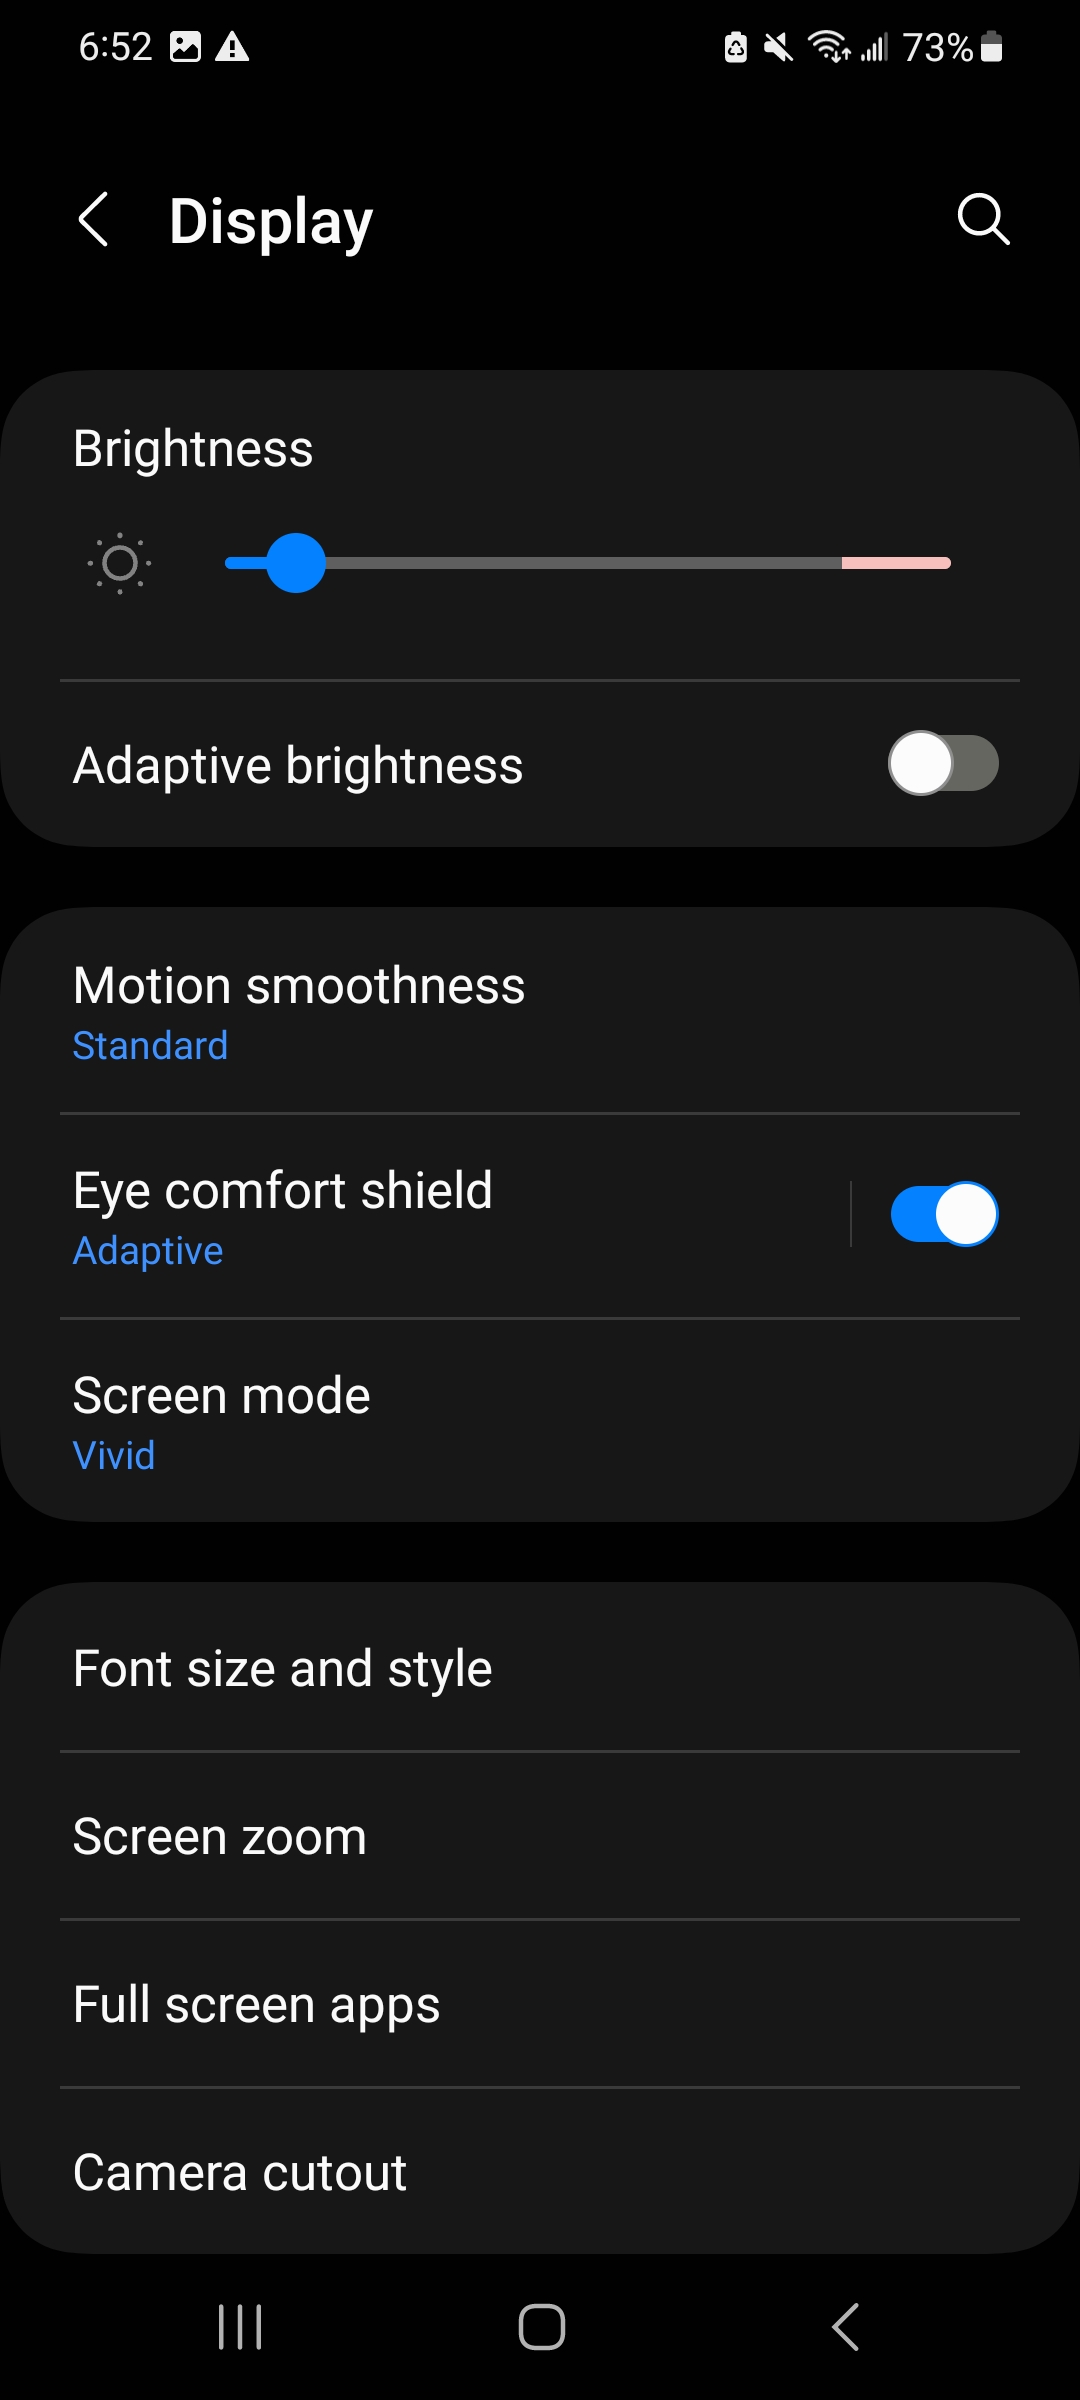 6:52 73%
Display
Brightness
Adaptive brightness
Motion smoothness
Standard
Eye comfort shield
Adaptive
Screen mode
Vivid
Font size and style
Screen zoom
Full screen apps
Camera cutout